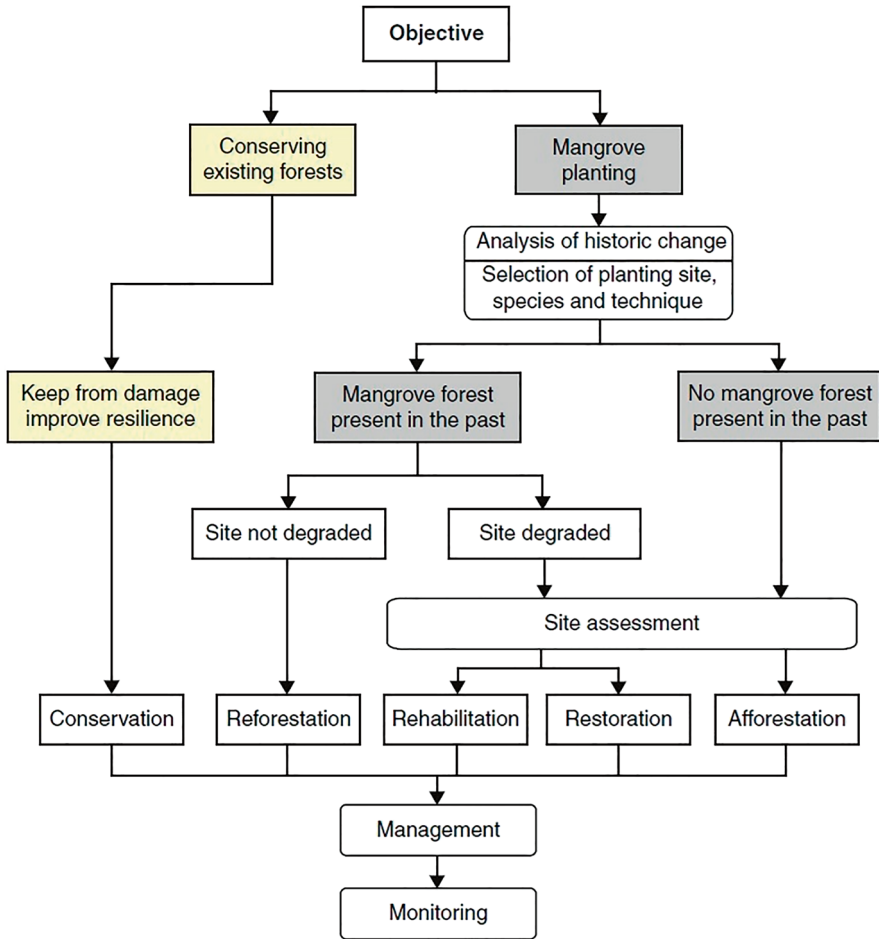 Objective
Conserving
existing forests
Mangrove
planting
Analysis of historic change
Selection of planting site,
species and technique
Keep from damage
improve resilience
Mangrove forest
present in the past
No mangrove forest
present in the past
Site not degraded
Site degraded
Site assessment
Conservation
Reforestation
Rehabilitation
Restoration
Afforestation
Management
Monitoring